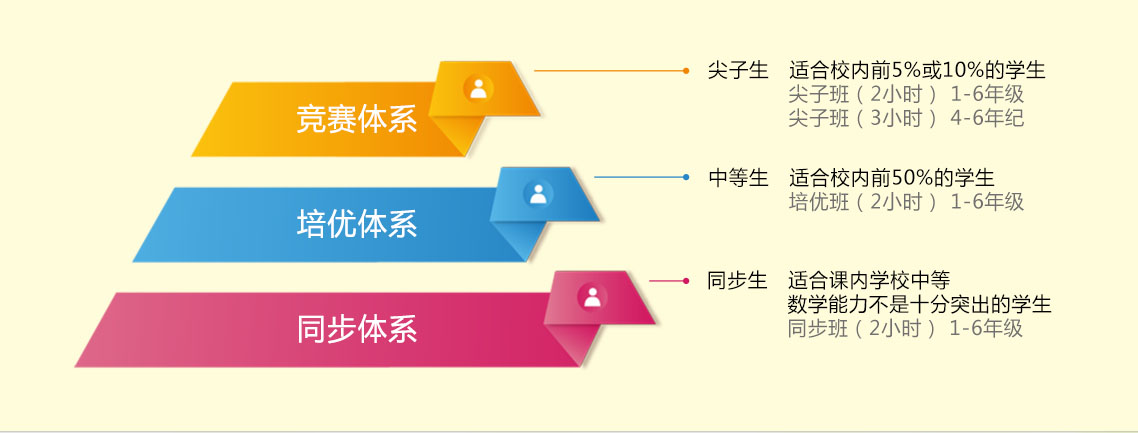 竞赛体系
尖子生 适合校内前5%或10%的学生
尖子班（2小时） 1-6年级
尖子班（3小时） 4-6年纪
培优体系
中等生 适合校内前50%的学生
培优班（2小时） 1-6年级
同步体系
同步生 适合课内学校中等
数学能力不是十分突出的学生
同步班（2小时） 1-6年级